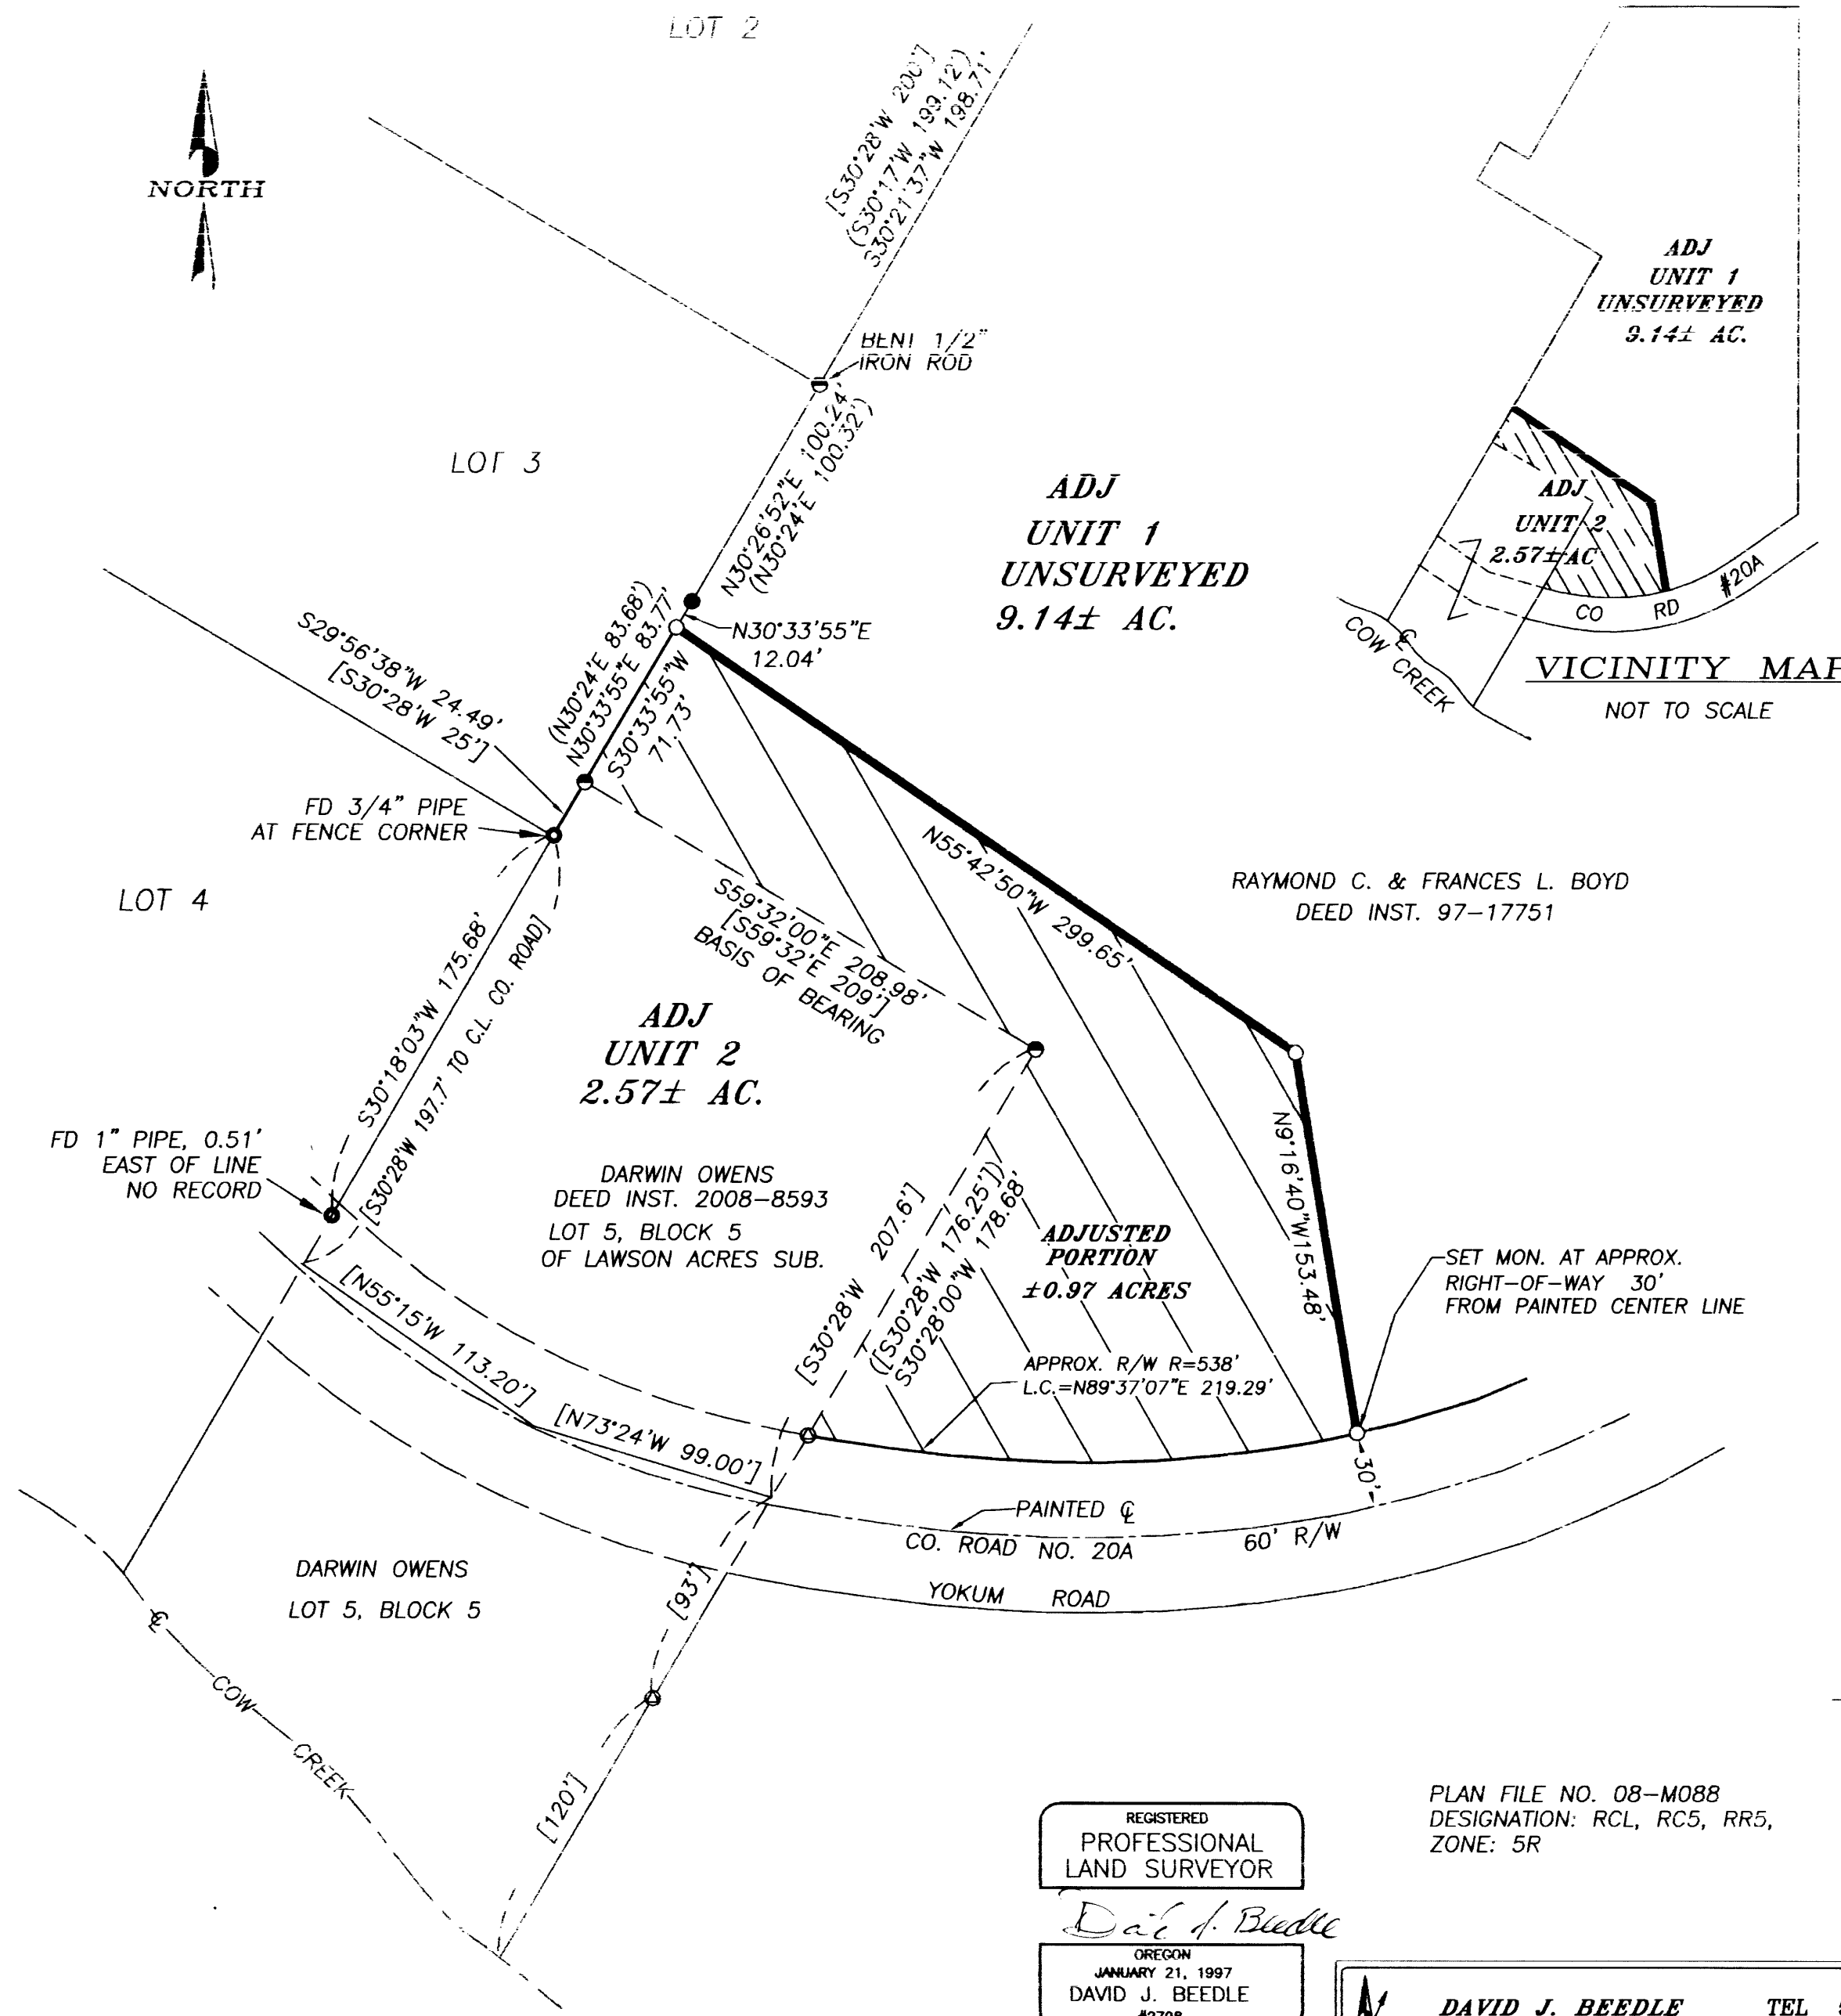 LOT 2
[S30°28'W 200']
(S30°17'W 199.12')
S30°21'37"W 198.71'
NORTH
BENT 1/2"
IRON ROD
N30°26'52"E 100.24'
(N30°24'E 100.32')
LOT 3
ADJ
UNIT 1
UNSURVEYED
9.14± AC.
ADJ
UNIT 1
UNSURVEYED
9.14± AC.
ADJ
UNIT 2
2.57± AC
CO RD #20A
COW CREEK
VICINITY MAP
NOT TO SCALE
N30°33'55"E
12.04'
(N30°24'E 83.68')
N30°33'55"E 83.77'
S30°33'55"W
71.73'
S29°56'38"W 24.49'
[S30°28'W 25']
FD 3/4" PIPE
AT FENCE CORNER
N55°42'50"W 299.65'
RAYMOND C. & FRANCES L. BOYD
DEED INST. 97-17751
LOT 4
S59°32'00"E 208.98'
[S59°32'E 209']
BASIS OF BEARING
S30°18'03"W 175.68'
[S30°28'W 197.7' TO C.L. CO. ROAD]
ADJ
UNIT 2
2.57± AC.
FD 1" PIPE, 0.51'
EAST OF LINE
NO RECORD
DARWIN OWENS
DEED INST. 2008-8593
LOT 5, BLOCK 5
OF LAWSON ACRES SUB.
N9°16'40"W153.48'
[S30°28'W 207.6']
([S30°28'W 176.25'])
S30°28'00"W 178.68'
ADJUSTED
PORTION
±0.97 ACRES
SET MON. AT APPROX.
RIGHT-OF-WAY 30'
FROM PAINTED CENTER LINE
APPROX. R/W R=538'
L.C.=N89°37'07"E 219.29'
[N55°15'W 113.20']
[N73°24'W 99.00']
30'
PAINTED ℄
CO. ROAD NO. 20A 60' R/W
YOKUM ROAD
DARWIN OWENS
LOT 5, BLOCK 5
[93']
℄
COW CREEK
[120']
PLAN FILE NO. 08-M088
DESIGNATION: RCL, RC5, RR5,
ZONE: 5R
REGISTERED
PROFESSIONAL
LAND SURVEYOR
David J. Beedle
OREGON
JANUARY 21, 1997
DAVID J. BEEDLE
#2708
DAVID J. BEEDLE TEL